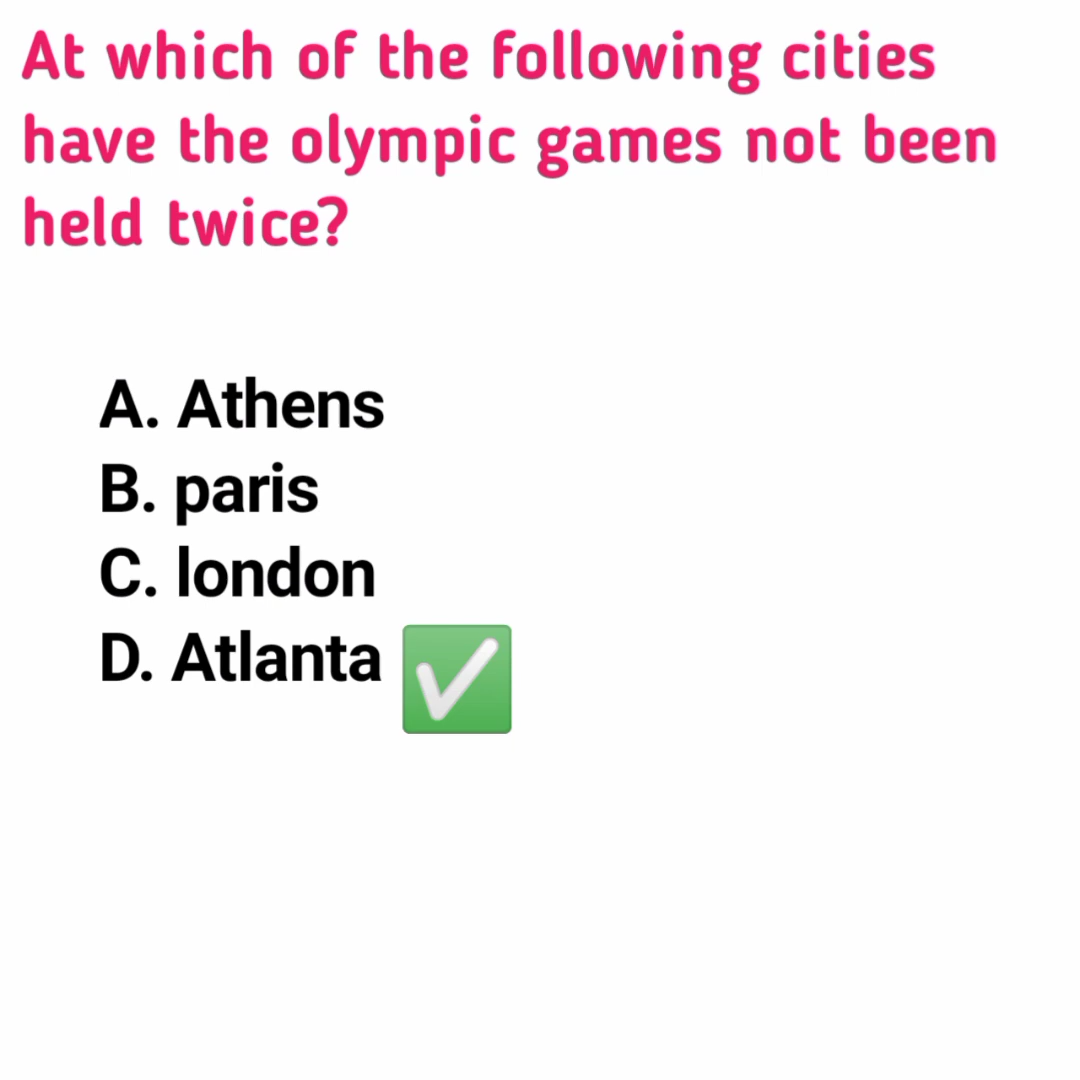 At which of the following cities
have the olympic games not been
held twice?
A. Athens
B. paris
C. london
D. Atlanta ✅